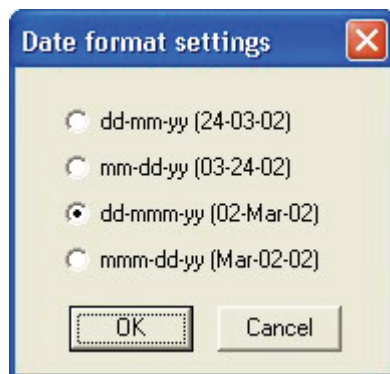 Date format settings
dd-mm-yy (24-03-02)
mm-dd-yy (03-24-02)
dd-mmm-yy (02-Mar-02)
mmm-dd-yy (Mar-02-02)
OK Cancel